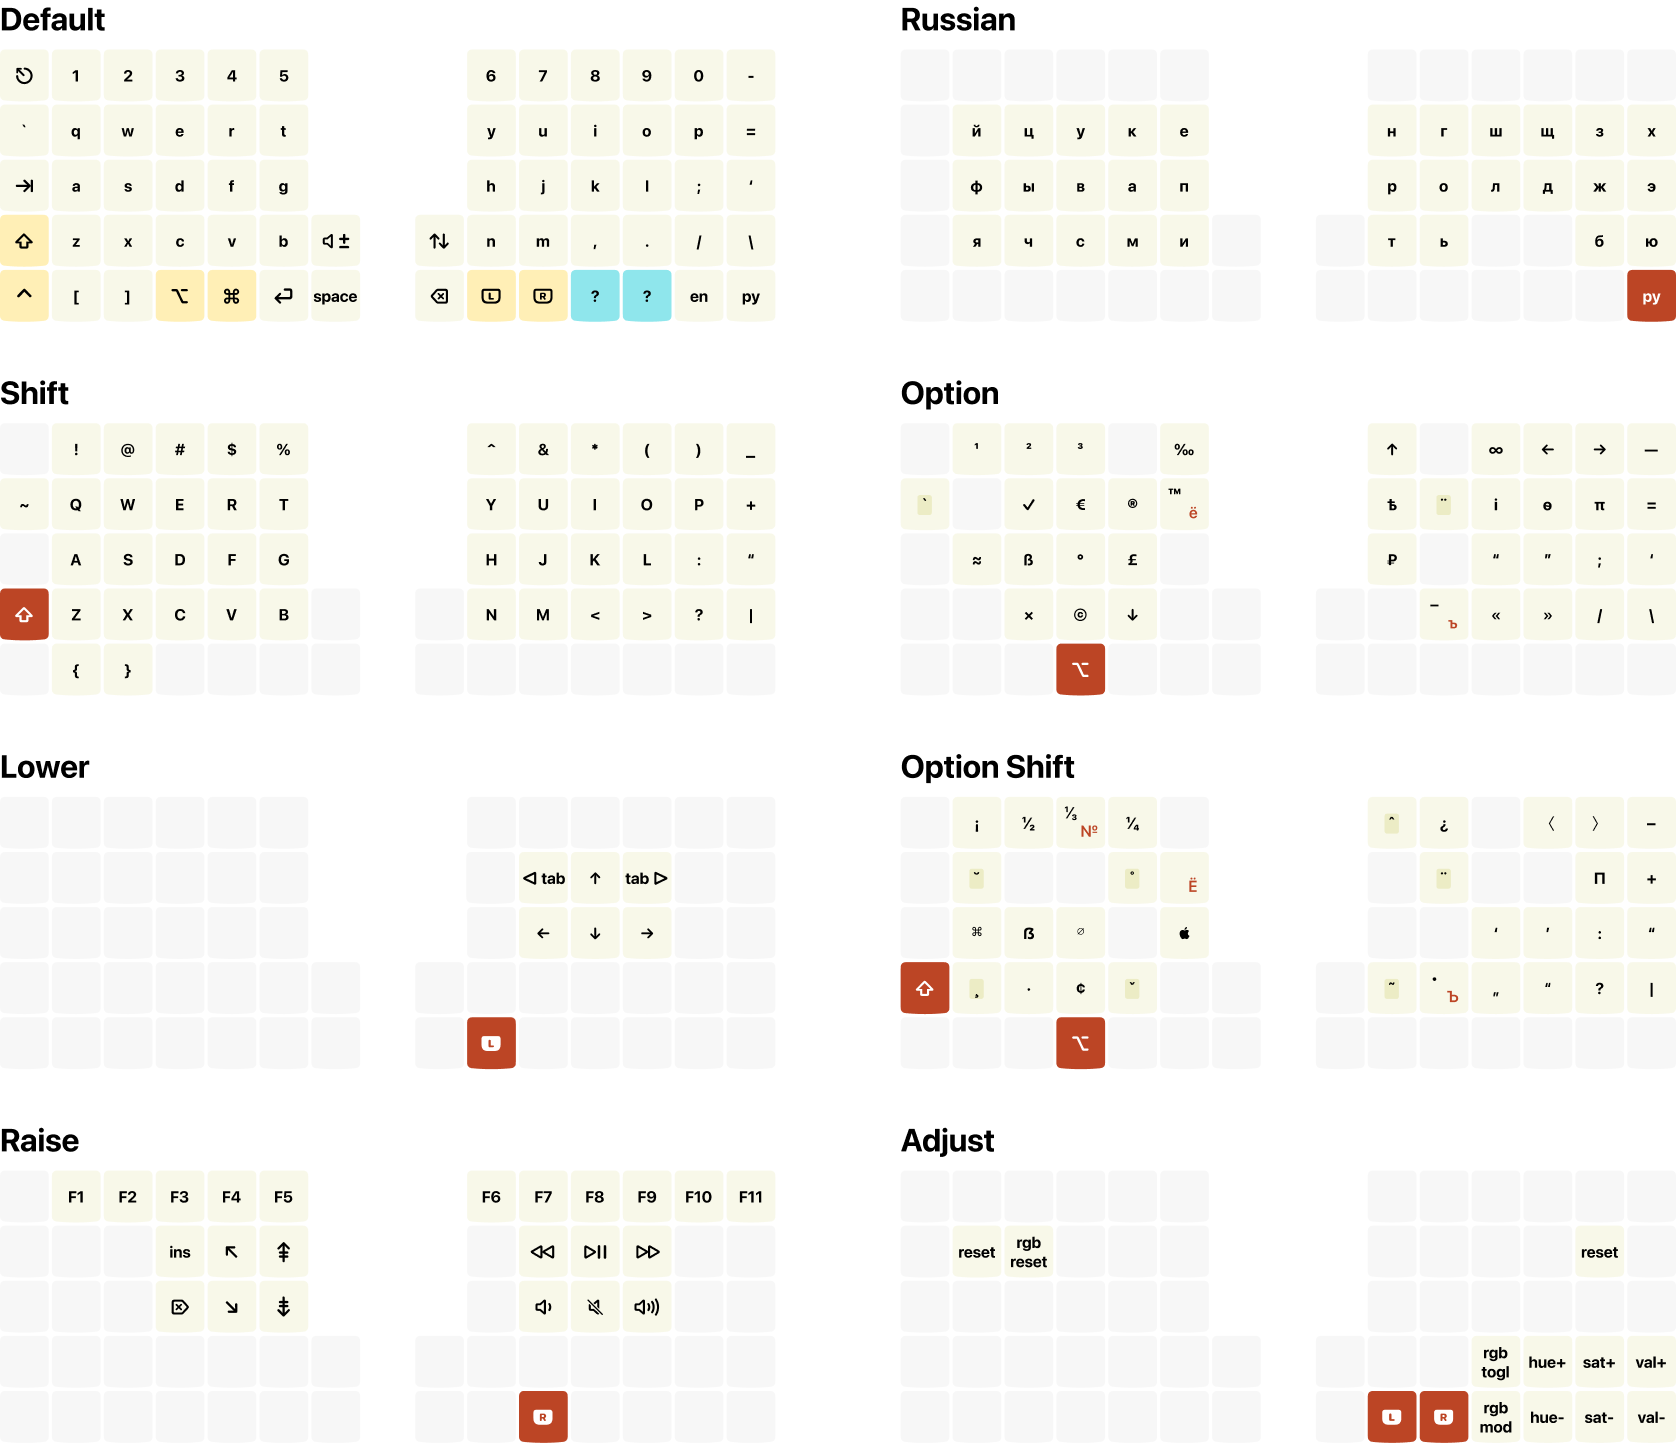 Default
1 2 3 4 5 6 7 8 9 0 -
` q w e r t y u i o p =
a s d f g h j k l ; ‘
z x c v b ± n m , . / \
^ [ ] ⌥ ⌘ space L R ? ? en ру
Russian
й ц у к е н г ш щ з х
ф ы в а п р о л д ж э
я ч с м и т ь б ю
ру
Shift
! @ # $ % ^ & * ( ) _
~ Q W E R T Y U I O P +
A S D F G H J K L : “
Z X C V B N M < > ? |
{ }
Option
¹ ² ³ ‰ ↑ ∞ ← → —
` ✓ € ® ™ ё ѣ ¨ і ѳ π =
≈ ß ° £ ₽ “ ” ; ‘
× © ↓ – ъ « » / \
⌥
Lower
◁ tab ↑ tab ▷
← ↓ →
L
Option Shift
¡ ½ ⅓ № ¼ ˆ ¿ 〈 〉 –
˘ ˚ Ё ¨ П +
⌘ ẞ ∅  ‘ ’ : “
¸ · ¢ ˇ ˜ • Ъ „ “ ? |
⌥
Raise
F1 F2 F3 F4 F5 F6 F7 F8 F9 F10 F11
ins ↖ ⇞
↘ ⇟
R
Adjust
reset rgb reset reset
rgb togl hue+ sat+ val+
L R rgb mod hue- sat- val-